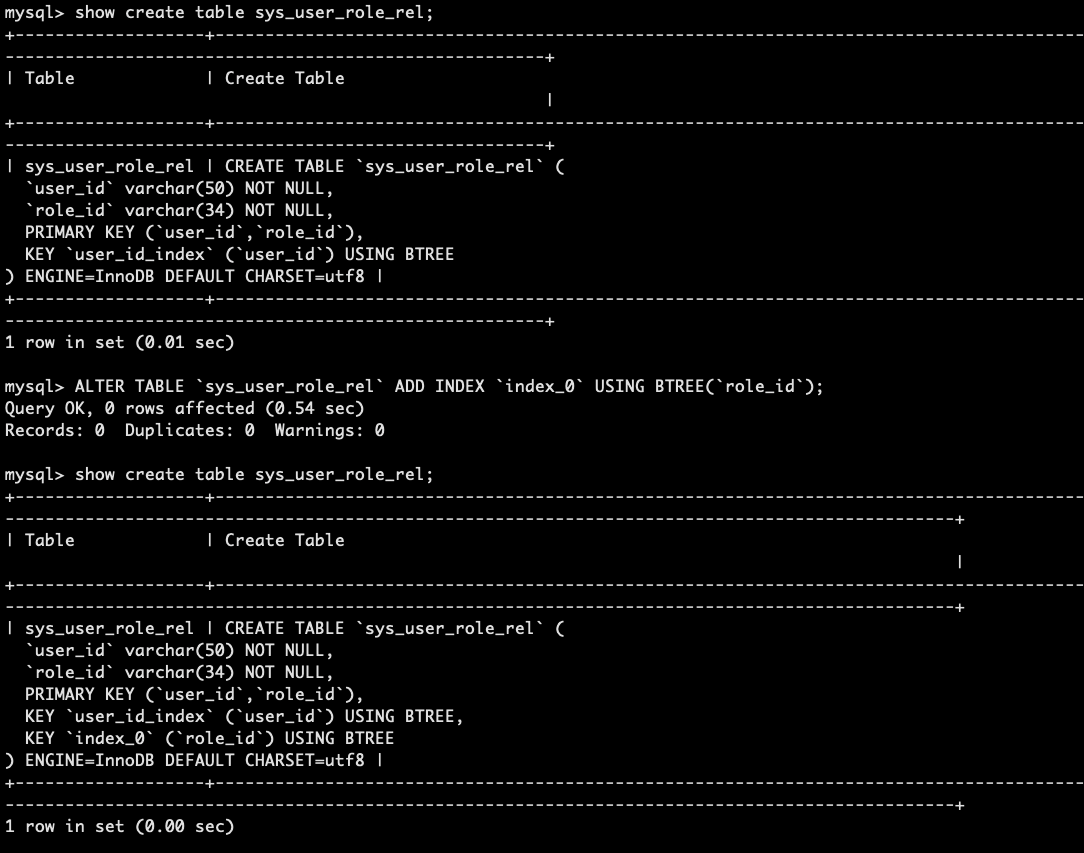 mysql> show create table sys_user_role_rel;
+-------------------+---------------------------------------------------------------------------------------
------------------------------------------------------+
| Table             | Create Table
                                                      |
+-------------------+---------------------------------------------------------------------------------------
------------------------------------------------------+
| sys_user_role_rel | CREATE TABLE `sys_user_role_rel` (
  `user_id` varchar(50) NOT NULL,
  `role_id` varchar(34) NOT NULL,
  PRIMARY KEY (`user_id`,`role_id`),
  KEY `user_id_index` (`user_id`) USING BTREE
) ENGINE=InnoDB DEFAULT CHARSET=utf8 |
+-------------------+---------------------------------------------------------------------------------------
------------------------------------------------------+
1 row in set (0.01 sec)
mysql> ALTER TABLE `sys_user_role_rel` ADD INDEX `index_0` USING BTREE(`role_id`);
Query OK, 0 rows affected (0.54 sec)
Records: 0  Duplicates: 0  Warnings: 0
mysql> show create table sys_user_role_rel;
+-------------------+---------------------------------------------------------------------------------------
-----------------------------------------------------------------------------------------------+
| Table             | Create Table
                                                                                               |
+-------------------+---------------------------------------------------------------------------------------
-----------------------------------------------------------------------------------------------+
| sys_user_role_rel | CREATE TABLE `sys_user_role_rel` (
  `user_id` varchar(50) NOT NULL,
  `role_id` varchar(34) NOT NULL,
  PRIMARY KEY (`user_id`,`role_id`),
  KEY `user_id_index` (`user_id`) USING BTREE,
  KEY `index_0` (`role_id`) USING BTREE
) ENGINE=InnoDB DEFAULT CHARSET=utf8 |
+-------------------+---------------------------------------------------------------------------------------
-----------------------------------------------------------------------------------------------+
1 row in set (0.00 sec)